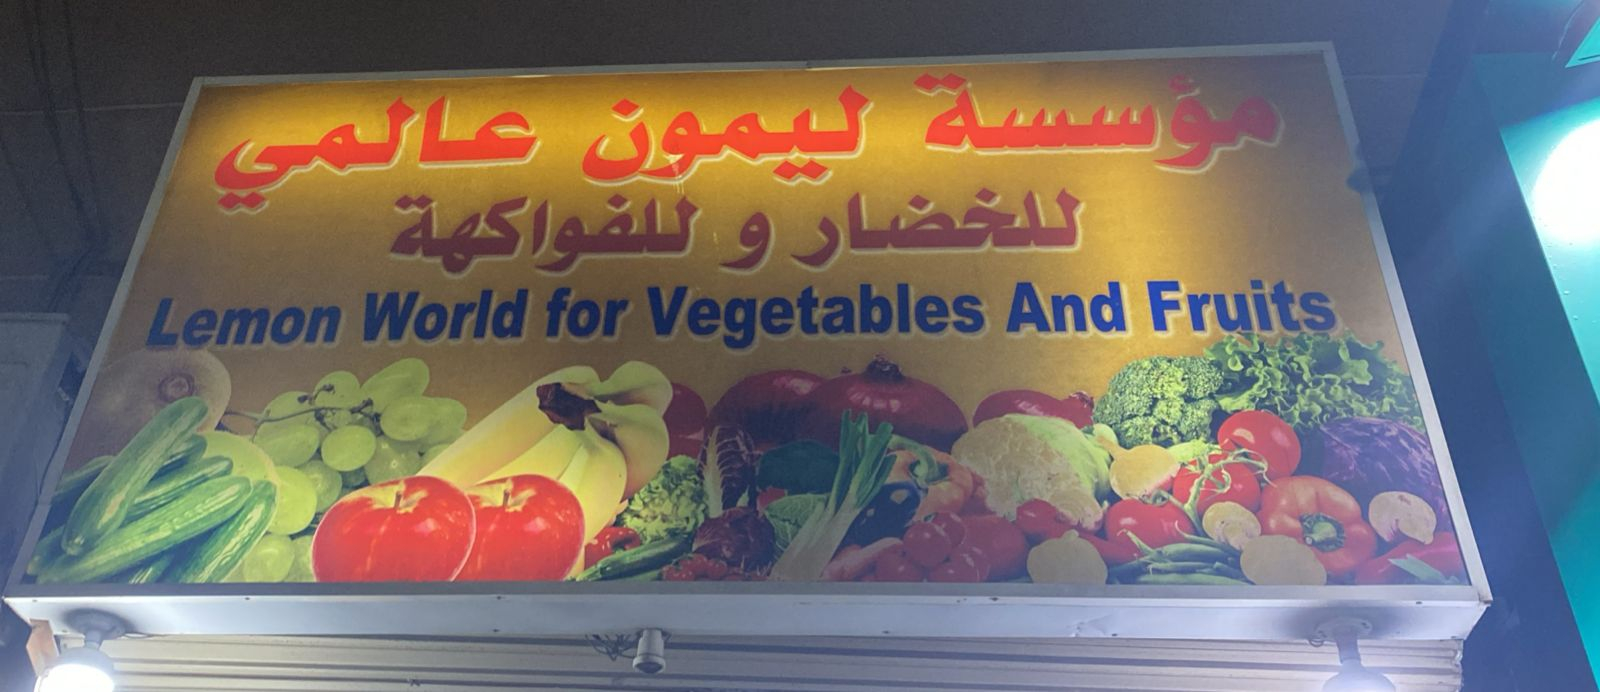 مؤسسة ليمون عالمي
للخضار و للفواكهة
Lemon World for Vegetables And Fruits